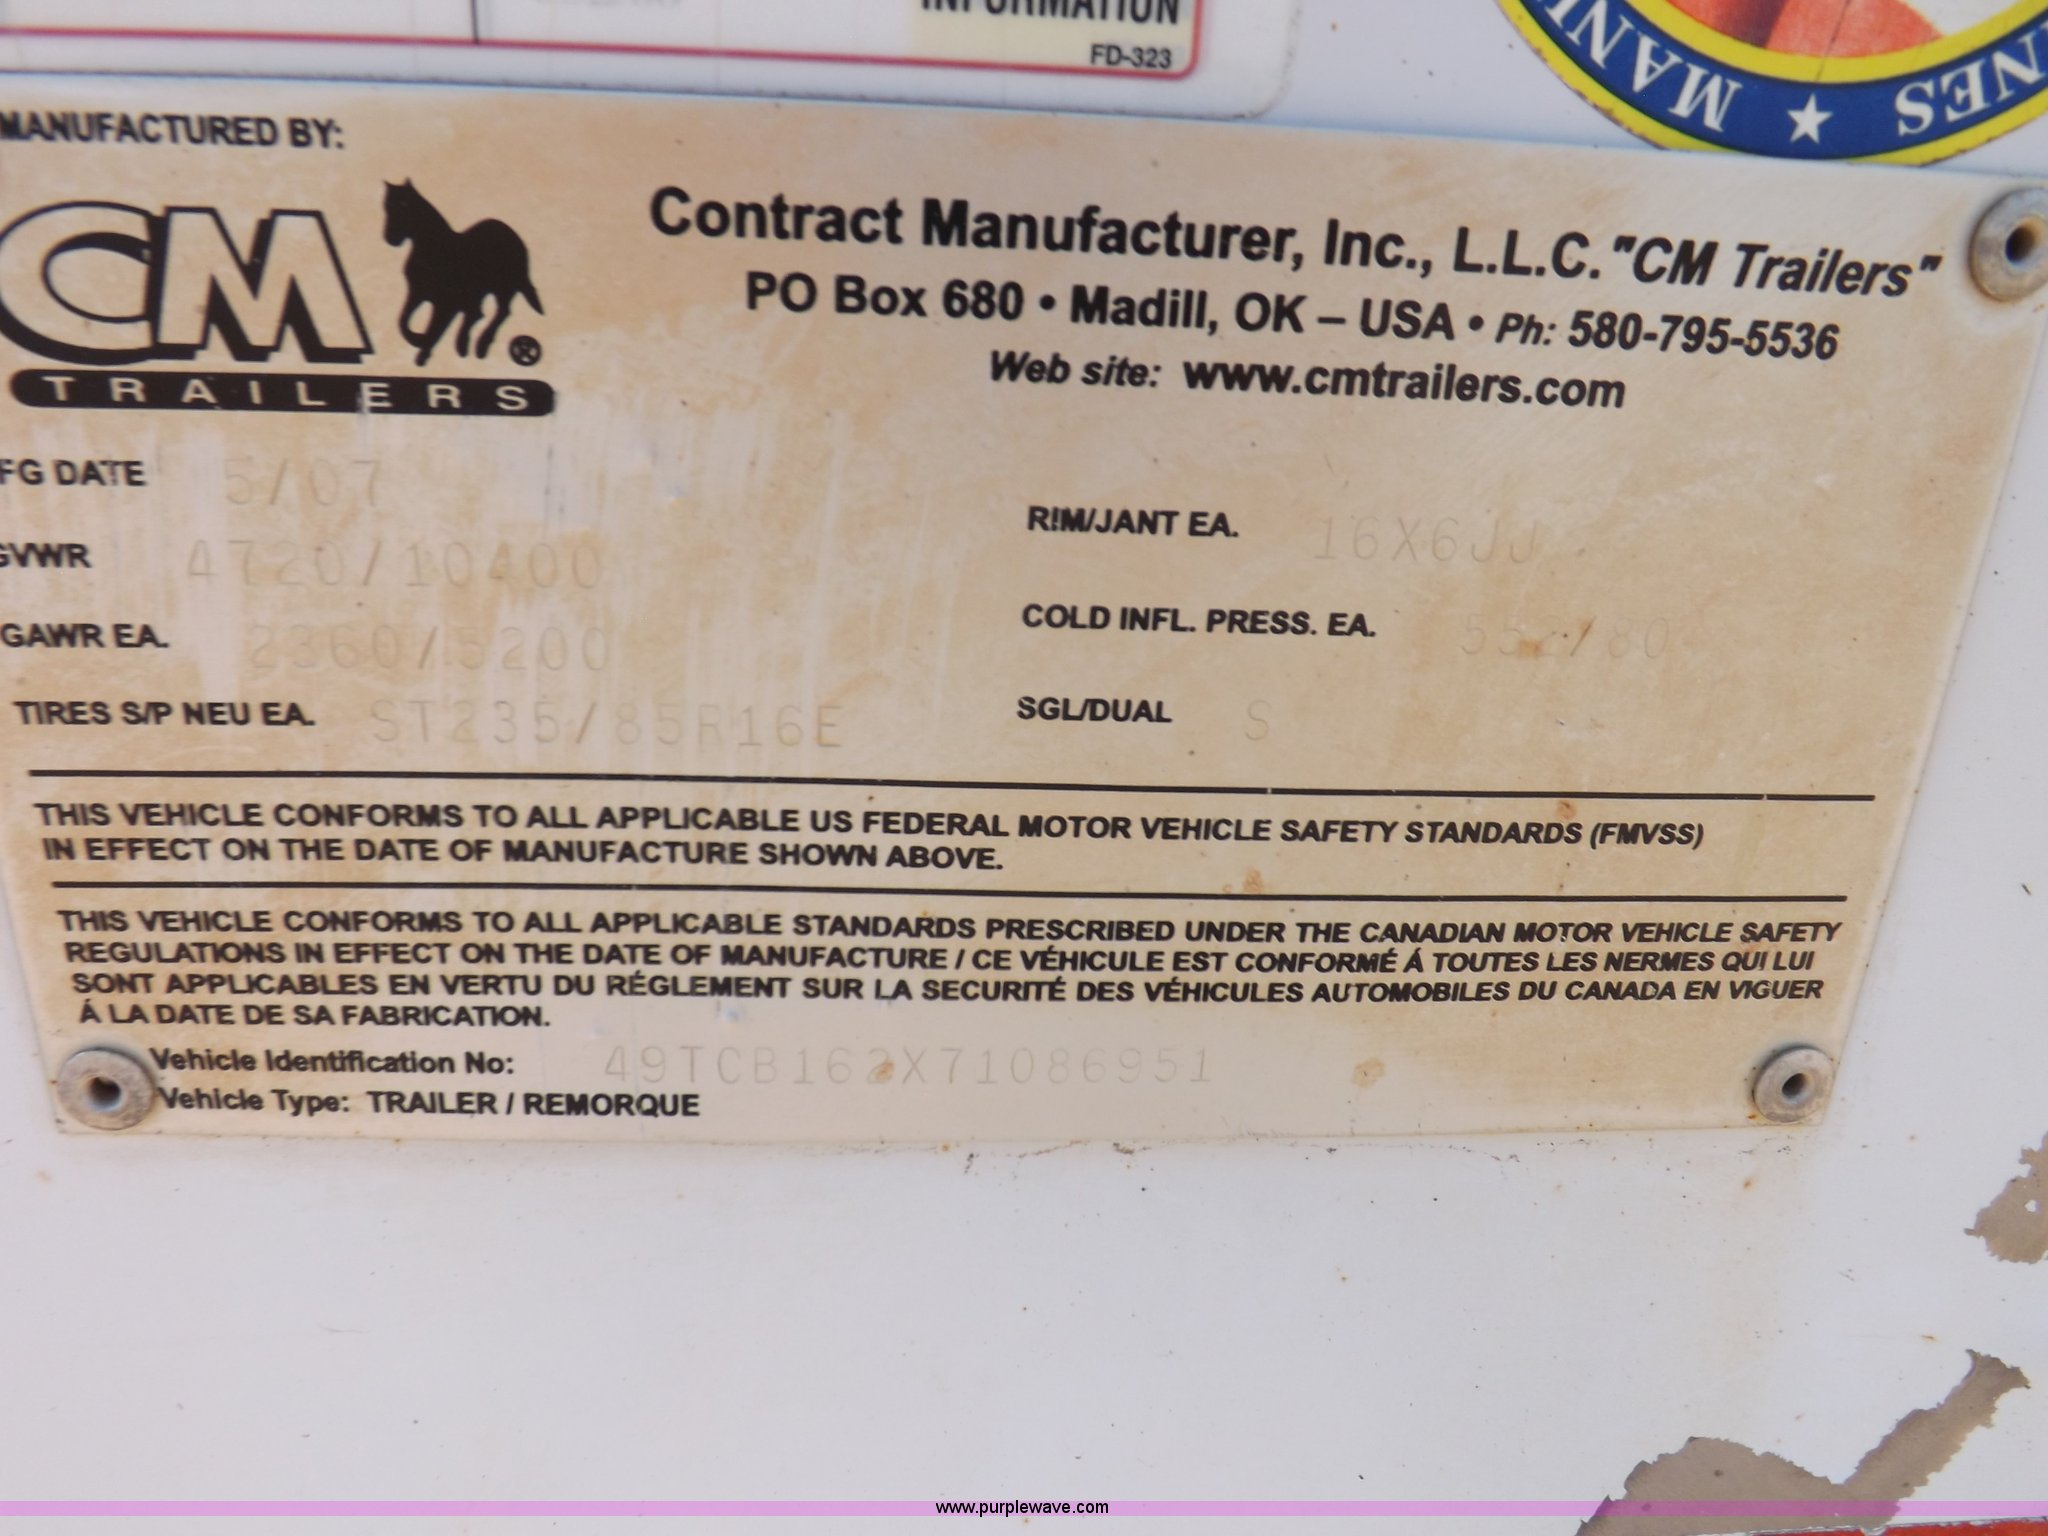 INFORMATION
FD-323
MANU ★ NES
MANUFACTURED BY:
CM
TRAILERS
Contract Manufacturer, Inc., L.L.C. "CM Trailers"
PO Box 680 • Madill, OK – USA • Ph: 580-795-5536
Web site: www.cmtrailers.com
FG DATE 5/07
GVWR 4720/10400
GAWR EA. 2360/5200
TIRES S/P NEU EA. ST235/85R16E
RIM/JANT EA. 16X6JJ
COLD INFL. PRESS. EA. 552/80
SGL/DUAL S
THIS VEHICLE CONFORMS TO ALL APPLICABLE US FEDERAL MOTOR VEHICLE SAFETY STANDARDS (FMVSS)
IN EFFECT ON THE DATE OF MANUFACTURE SHOWN ABOVE.
THIS VEHICLE CONFORMS TO ALL APPLICABLE STANDARDS PRESCRIBED UNDER THE CANADIAN MOTOR VEHICLE SAFETY
REGULATIONS IN EFFECT ON THE DATE OF MANUFACTURE / CE VÉHICULE EST CONFORMÉ Á TOUTES LES NERMES QUI LUI
SONT APPLICABLES EN VERTU DU RÉGLEMENT SUR LA SECURITÉ DES VÉHICULES AUTOMOBILES DU CANADA EN VIGUER
Á LA DATE DE SA FABRICATION.
Vehicle Identification No: 49TCB162X71086951
Vehicle Type: TRAILER / REMORQUE
www.purplewave.com